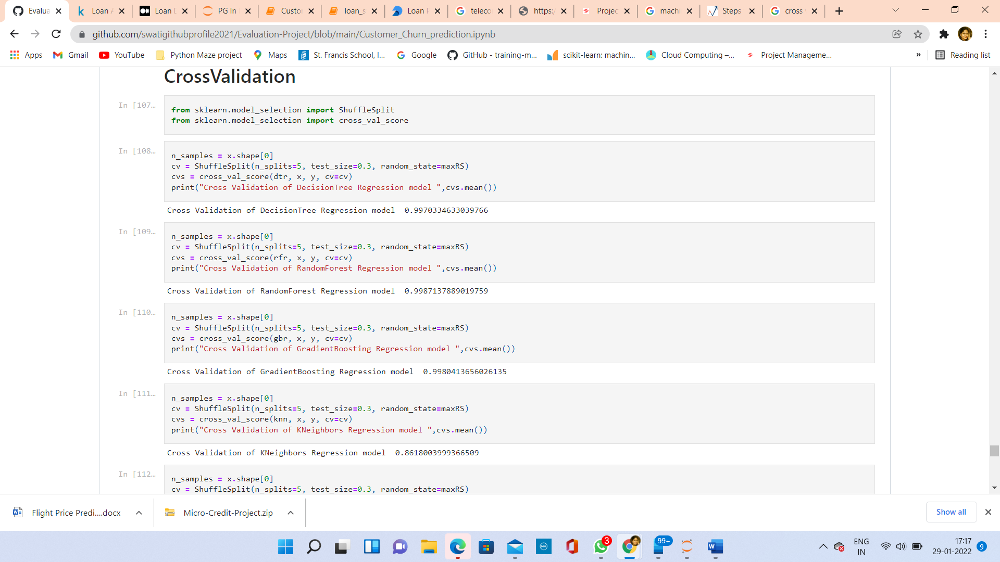 Evalua
Loan A
Loan D
PG In
Custor
loan_s
Loan P
teleco
https:/
Projec
machi
Steps
cross
github.com/swatigithubprofile2021/Evaluation-Project/blob/main/Customer_Churn_prediction.ipynb
Apps
Gmail
YouTube
Python Maze project
Maps
St. Francis School, I...
Google
GitHub - training-m...
scikit-learn: machin...
Cloud Computing –...
Project Manageme...
»
Reading list
CrossValidation
In [107…
from sklearn.model_selection import ShuffleSplit
from sklearn.model_selection import cross_val_score
In [108…
n_samples = x.shape[0]
cv = ShuffleSplit(n_splits=5, test_size=0.3, random_state=maxRS)
cvs = cross_val_score(dtr, x, y, cv=cv)
print("Cross Validation of DecisionTree Regression model ",cvs.mean())
Cross Validation of DecisionTree Regression model  0.9970334633039766
In [109…
n_samples = x.shape[0]
cv = ShuffleSplit(n_splits=5, test_size=0.3, random_state=maxRS)
cvs = cross_val_score(rfr, x, y, cv=cv)
print("Cross Validation of RandomForest Regression model ",cvs.mean())
Cross Validation of RandomForest Regression model  0.9987137889019759
In [110…
n_samples = x.shape[0]
cv = ShuffleSplit(n_splits=5, test_size=0.3, random_state=maxRS)
cvs = cross_val_score(gbr, x, y, cv=cv)
print("Cross Validation of GradientBoosting Regression model ",cvs.mean())
Cross Validation of GradientBoosting Regression model  0.9980413656026135
In [111…
n_samples = x.shape[0]
cv = ShuffleSplit(n_splits=5, test_size=0.3, random_state=maxRS)
cvs = cross_val_score(knn, x, y, cv=cv)
print("Cross Validation of KNeighbors Regression model ",cvs.mean())
Cross Validation of KNeighbors Regression model  0.8618003999366509
In [112…
n_samples = x.shape[0]
cv = ShuffleSplit(n_splits=5, test_size=0.3, random_state=maxRS)
Flight Price Predi....docx
Micro-Credit-Project.zip
Show all
3
99+
ENG
IN
17:17
29-01-2022
9